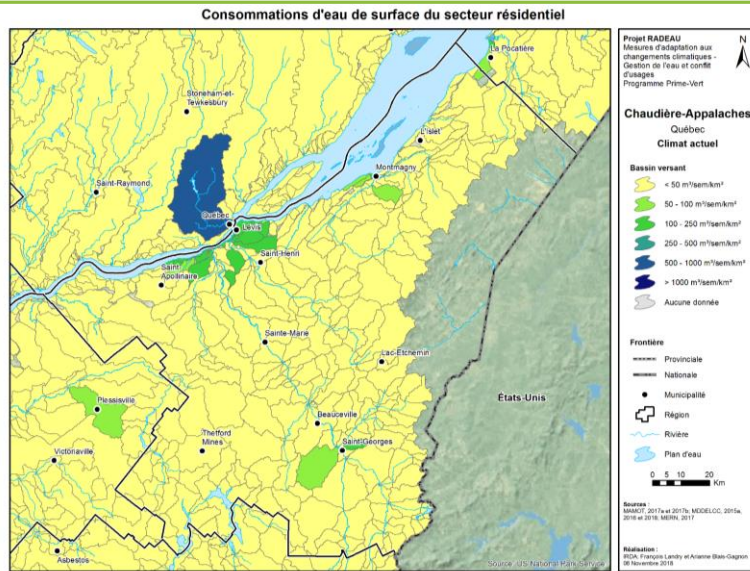 Consommations d'eau de surface du secteur résidentiel
La Pocatière
Stoneham-et-
Tewkesbury
L'Islet
Montmagny
Saint-Raymond
Québec
Lévis
Saint-Henri
Saint
Apollinaire
Sainte-Marie
Lac-Etchemin
Plessisville
Beauceville
États-Unis
Thetford
Mines
Saint-Georges
Victoriaville
Asbestos
Source: US National Park Service
Projet RADEAU
Mesures d'adaptation aux
changements climatiques -
Gestion de l'eau et conflit
d'usages
Programme Prime-Vert
N
Chaudière-Appalaches
Québec
Climat actuel
Bassin versant
< 50 m³/sem/km²
50 - 100 m³/sem/km²
100 - 250 m³/sem/km²
250 - 500 m³/sem/km²
500 - 1000 m³/sem/km²
> 1000 m³/sem/km²
Aucune donnée
Frontière
Provinciale
Nationale
Municipalité
Région
Rivière
Plan d'eau
0 5 10 20
Km
Sources :
MAMOT, 2017a et 2017b; MDDELCC, 2015a,
2016 et 2018; MERN, 2017
Réalisation :
IRDA: François Landry et Arianne Blais-Gagnon
06 Novembre 2018